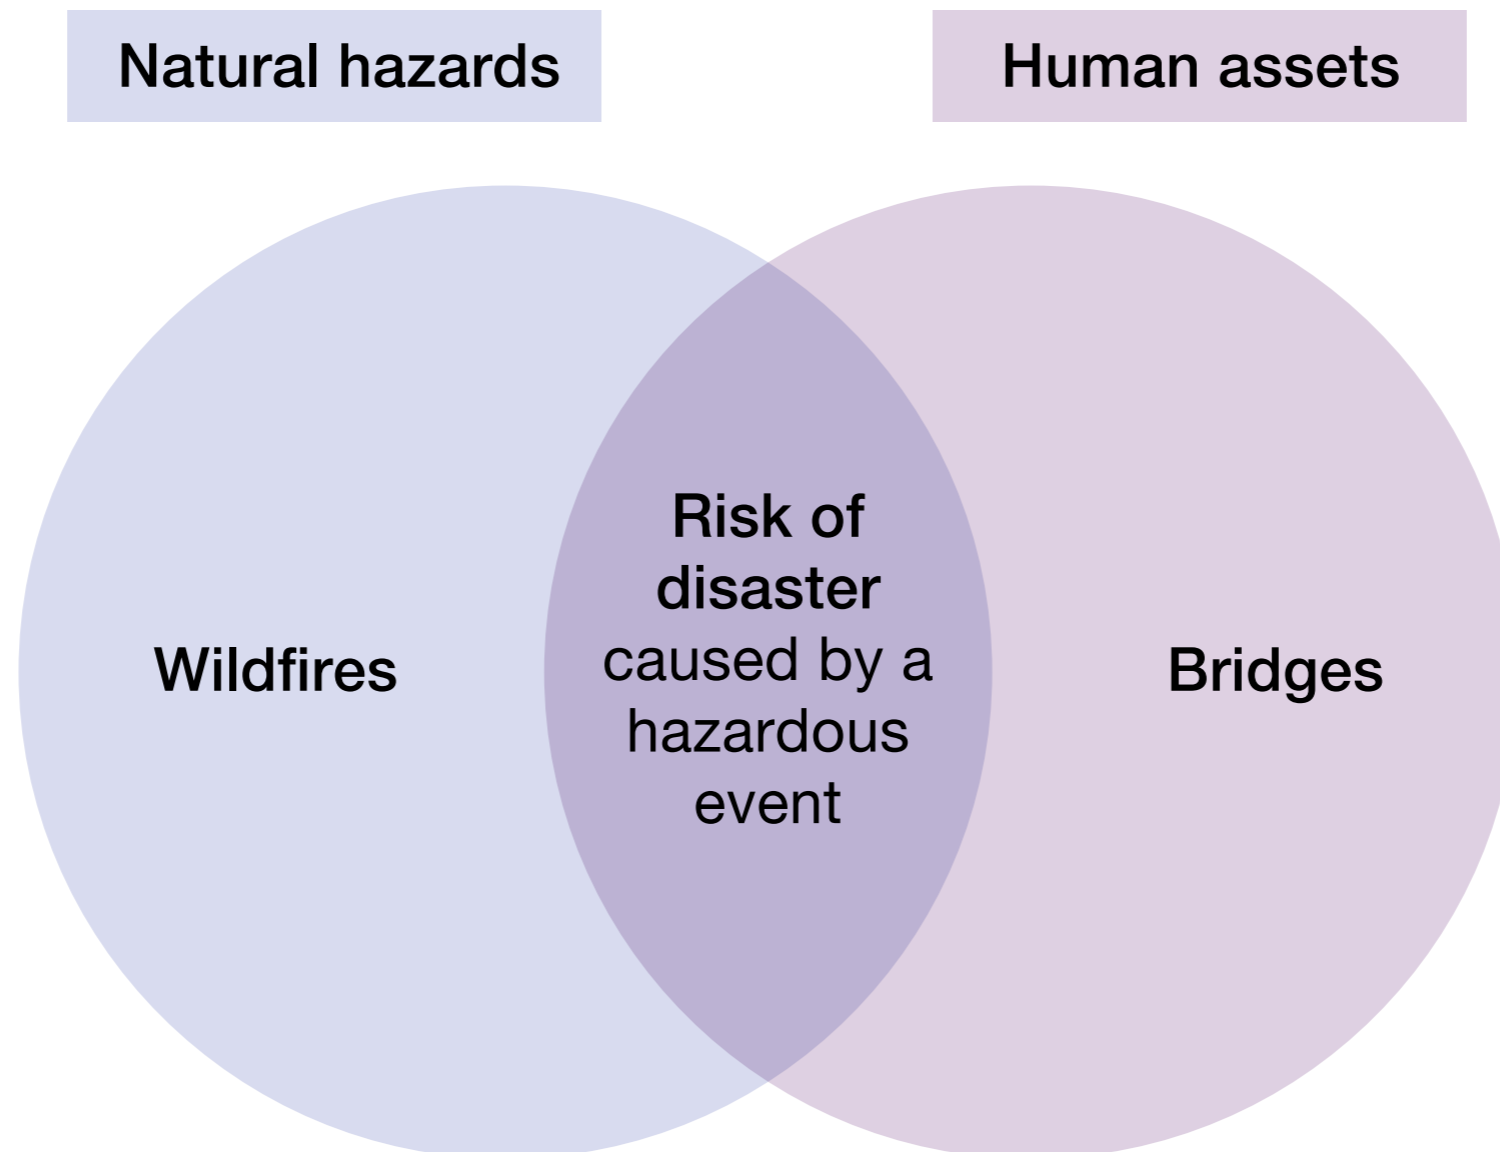 Natural hazards
Human assets
Wildfires
Risk of
disaster
caused by a
hazardous
event
Bridges